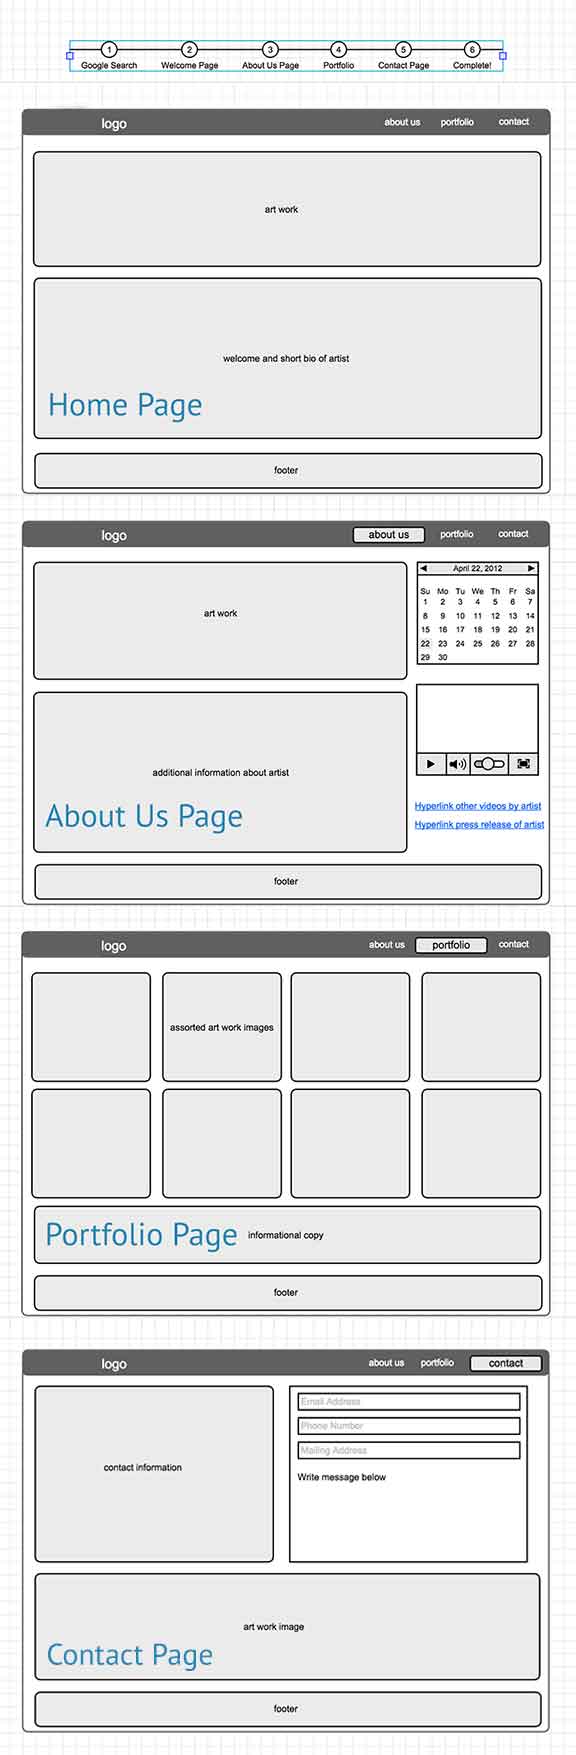 1 2 3 4 5 6
Google Search Welcome Page About Us Page Portfolio Contact Page Complete!
logo about us portfolio contact
art work
welcome and short bio of artist
Home Page
footer
logo about us portfolio contact
art work
additional information about artist
About Us Page
April 22, 2012
Su Mo Tu We Th Fr Sa
1 2 3 4 5 6 7
8 9 10 11 12 13 14
15 16 17 18 19 20 21
22 23 24 25 26 27 28
29 30
Hyperlink other videos by artist
Hyperlink press release of artist
footer
logo about us portfolio contact
assorted art work images
Portfolio Page informational copy
footer
logo about us portfolio contact
contact information
Email Address
Phone Number
Mailing Address
Write message below
art work image
Contact Page
footer